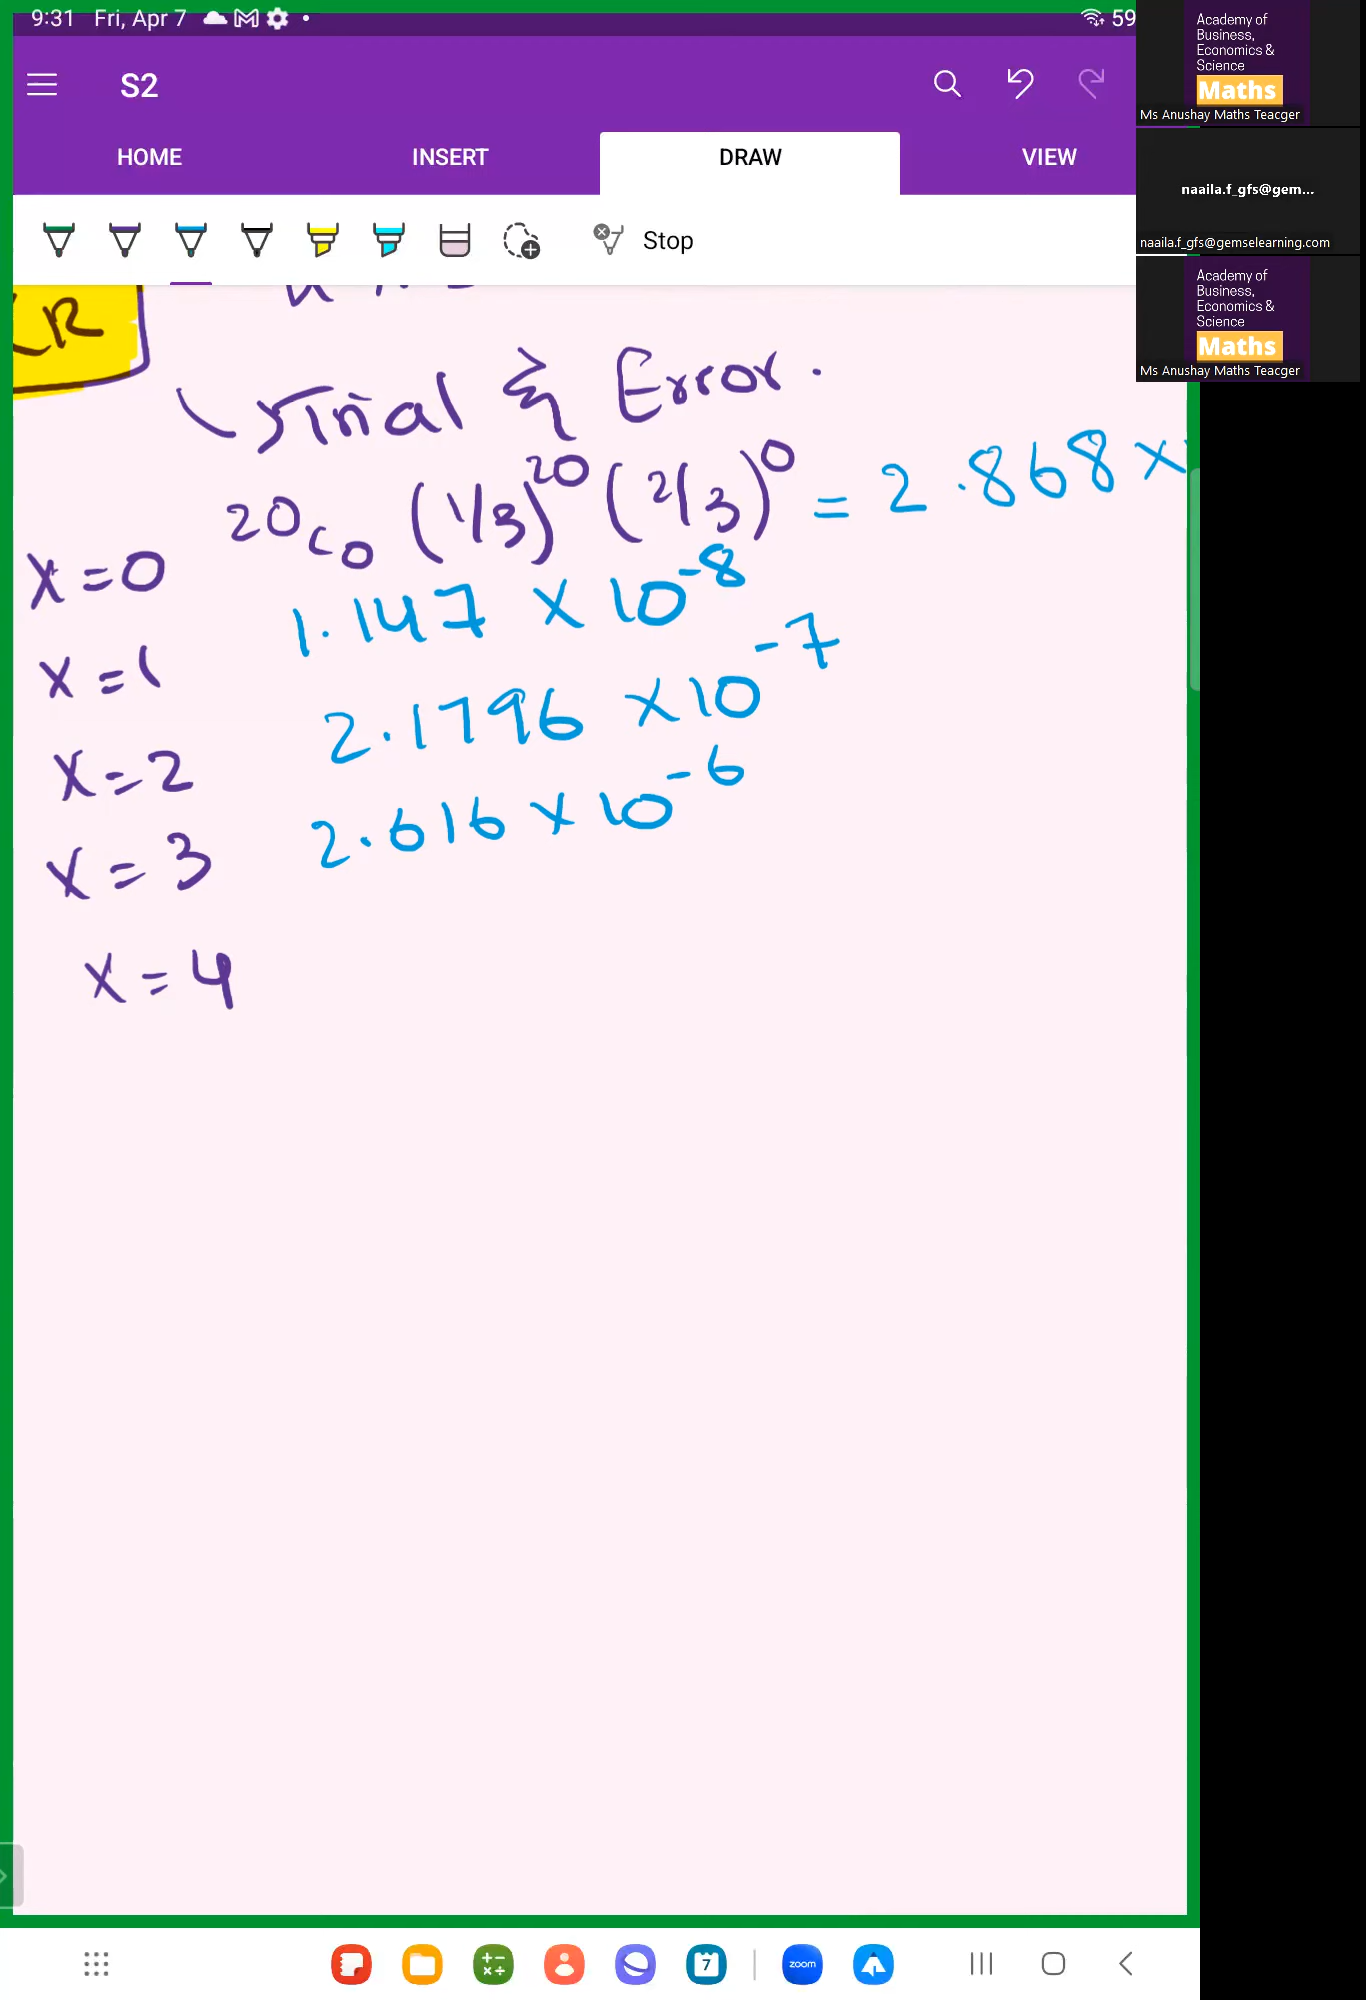 9:31 Fri, Apr 7
59
S2
HOME INSERT DRAW VIEW
Stop
Academy of
Business,
Economics &
Science
Maths
Ms Anushay Maths Teacger
naaila.f_gfs@gem...
naaila.f_gfs@gemselearning.com
Academy of
Business,
Economics &
Science
Maths
Ms Anushay Maths Teacger
R
Trial & Error.
20c0 (1/3)^20 (2/3)^0 = 2.868 x
x=0
1.147 x 10^-8
x=1
2.1796 x 10^-7
x=2
2.616 x 10^-6
x=3
x=4
7
zoom